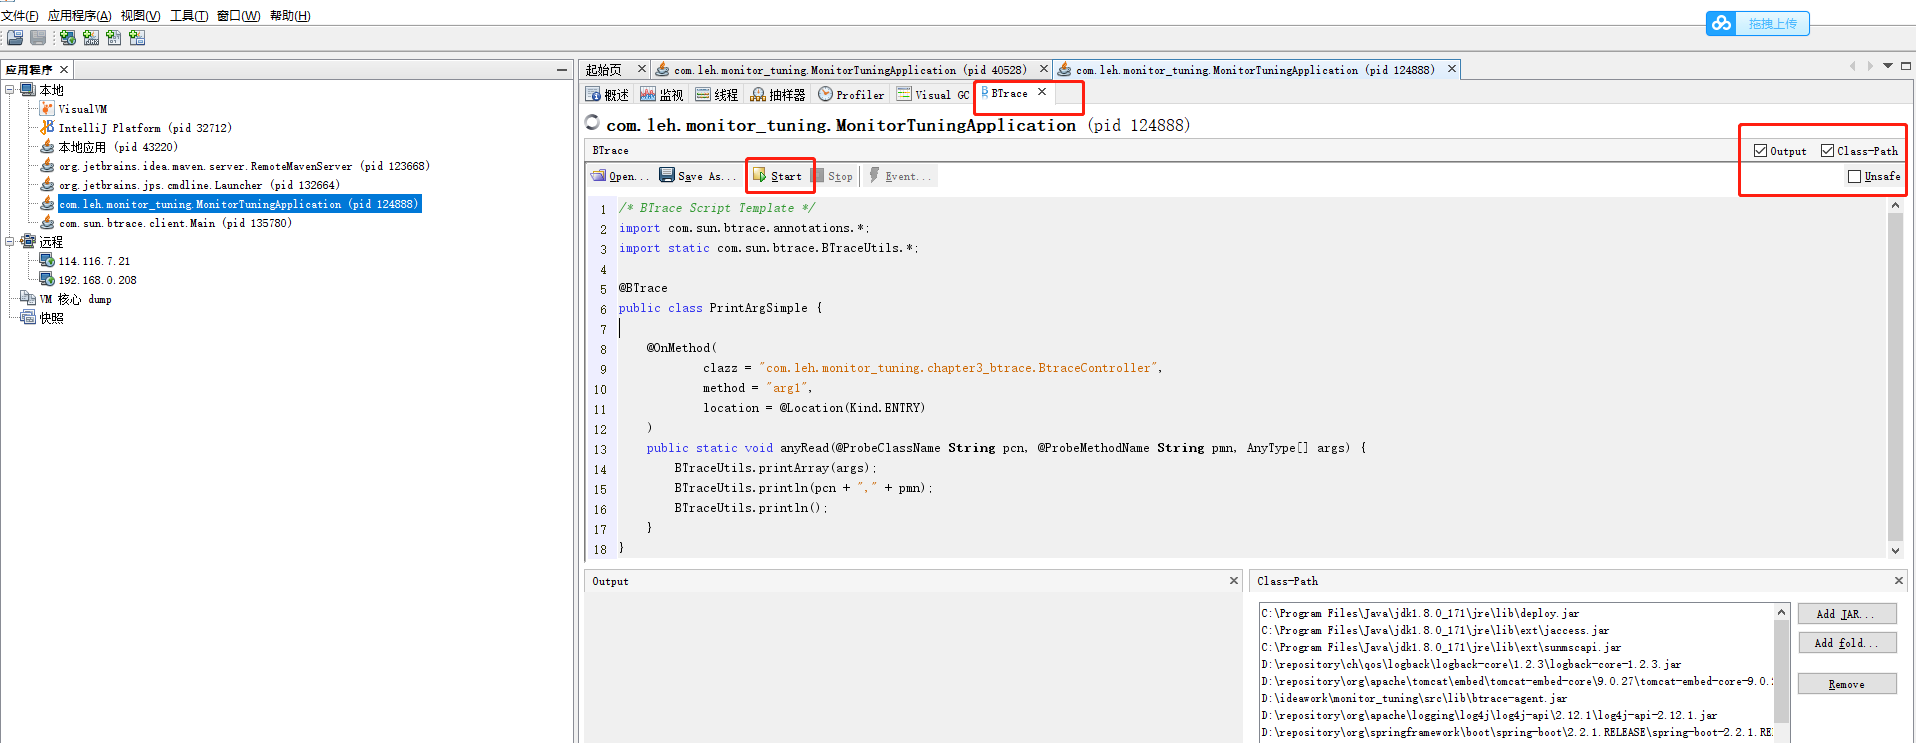 文件(F) 应用程序(A) 视图(V) 工具(T) 窗口(W) 帮助(H)
拖拽上传
应用程序
本地
VisualVM
IntelliJ Platform (pid 32712)
本地应用 (pid 43220)
org.jetbrains.idea.maven.server.RemoteMavenServer (pid 123668)
org.jetbrains.jps.cmdline.Launcher (pid 132664)
com.leh.monitor_tuning.MonitorTuningApplication (pid 124888)
com.sun.btrace.client.Main (pid 135780)
远程
114.116.7.21
192.168.0.208
VM 核心 dump
快照
起始页 com.leh.monitor_tuning.MonitorTuningApplication (pid 40528) com.leh.monitor_tuning.MonitorTuningApplication (pid 124888)
概述 监视 线程 抽样器 Profiler Visual GC BTrace
com.leh.monitor_tuning.MonitorTuningApplication (pid 124888)
BTrace Output Class-Path
Open... Save As... Start Stop Event... Unsafe
1 /* BTrace Script Template */
2 import com.sun.btrace.annotations.*;
3 import static com.sun.btrace.BTraceUtils.*;
4
5 @BTrace
6 public class PrintArgSimple {
7
8 @OnMethod(
9 clazz = "com.leh.monitor_tuning.chapter3_btrace.BtraceController",
10 method = "arg1",
11 location = @Location(Kind.ENTRY)
12 )
13 public static void anyRead(@ProbeClassName String pcn, @ProbeMethodName String pmn, AnyType[] args) {
14 BTraceUtils.printArray(args);
15 BTraceUtils.println(pcn + "," + pmn);
16 BTraceUtils.println();
17 }
18 }
Output
Class-Path
C:\Program Files\Java\jdk1.8.0_171\jre\lib\deploy.jar
C:\Program Files\Java\jdk1.8.0_171\jre\lib\ext\jaccess.jar
C:\Program Files\Java\jdk1.8.0_171\jre\lib\ext\sunmscapi.jar
D:\repository\ch\qos\logback\logback-core\1.2.3\logback-core-1.2.3.jar
D:\repository\org\apache\tomcat\embed\tomcat-embed-core\9.0.27\tomcat-embed-core-9.0.
D:\ideawork\monitor_tuning\src\lib\btrace-agent.jar
D:\repository\org\apache\logging\log4j\log4j-api\2.12.1\log4j-api-2.12.1.jar
D:\repository\org\springframework\boot\spring-boot\2.2.1.RELEASE\spring-boot-2.2.1.RE
Add JAR...
Add fold...
Remove